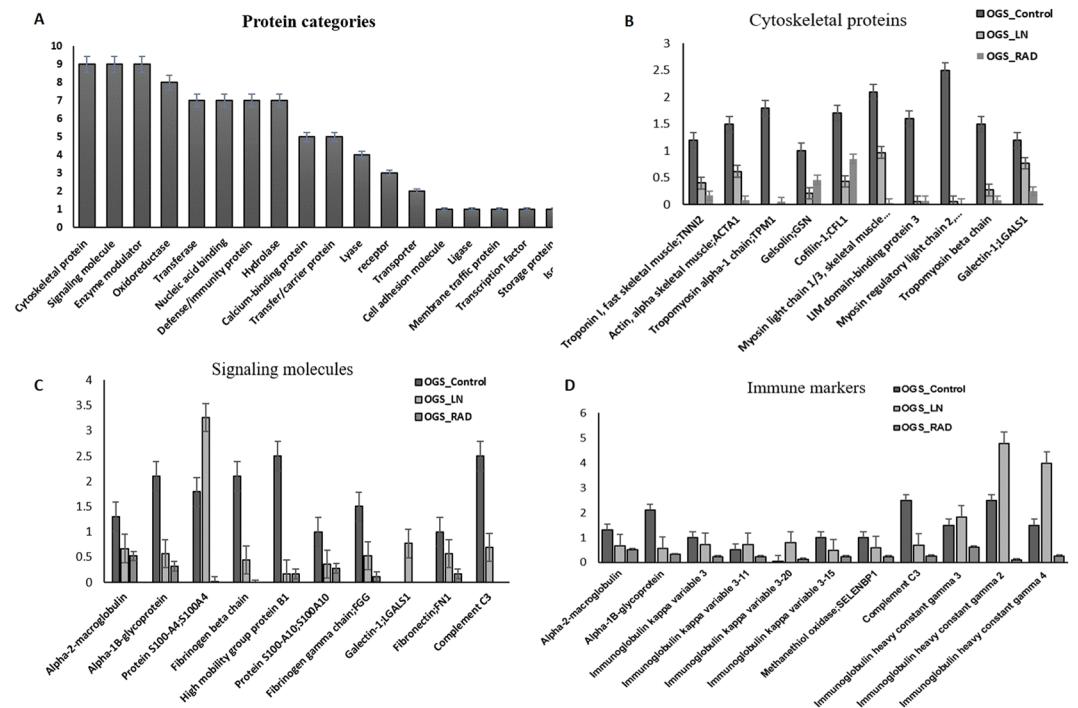 A
Protein categories
10
9
8
7
6
5
4
3
2
1
0
Cytoskeletal protein
Signaling molecule
Enzyme modulator
Oxidoreductase
Transferase
Nucleic acid binding
Defense/immunity protein
Hydrolase
Calcium-binding protein
Transfer/carrier protein
Lyase
receptor
Transporter
Cell adhesion molecule
Ligase
Membrane traffic protein
Transcription factor
Storage protein
Iso
B
Cytoskeletal proteins
OGS_Control
OGS_LN
OGS_RAD
3
2.5
2
1.5
1
0.5
0
Troponin I, fast skeletal muscle;TNNI2
Actin, alpha skeletal muscle;ACTA1
Tropomyosin alpha-1 chain;TPM1
Gelsolin;GSN
Cofilin-1;CFL1
Myosin light chain 1/3, skeletal muscle...
LIM domain-binding protein 3
Myosin regulatory light chain 2,...
Tropomyosin beta chain
Galectin-1;LGALS1
C
Signaling molecules
OGS_Control
OGS_LN
OGS_RAD
4
3.5
3
2.5
2
1.5
1
0.5
0
Alpha-2-macroglobulin
Alpha-1B-glycoprotein
Protein S100-A4;S100A4
Fibrinogen beta chain
High mobility group protein B1
Protein S100-A10;S100A10
Fibrinogen gamma chain;FGG
Galectin-1;LGALS1
Fibronectin;FN1
Complement C3
D
Immune markers
OGS_Control
OGS_LN
OGS_RAD
6
5
4
3
2
1
0
Alpha-2-macroglobulin
Alpha-1B-glycoprotein
Immunoglobulin kappa variable 3
Immunoglobulin kappa variable 3-11
Immunoglobulin kappa variable 3-20
Immunoglobulin kappa variable 3-15
Methanethiol oxidase;SELENBP1
Complement C3
Immunoglobulin heavy constant gamma 3
Immunoglobulin heavy constant gamma 2
Immunoglobulin heavy constant gamma 4